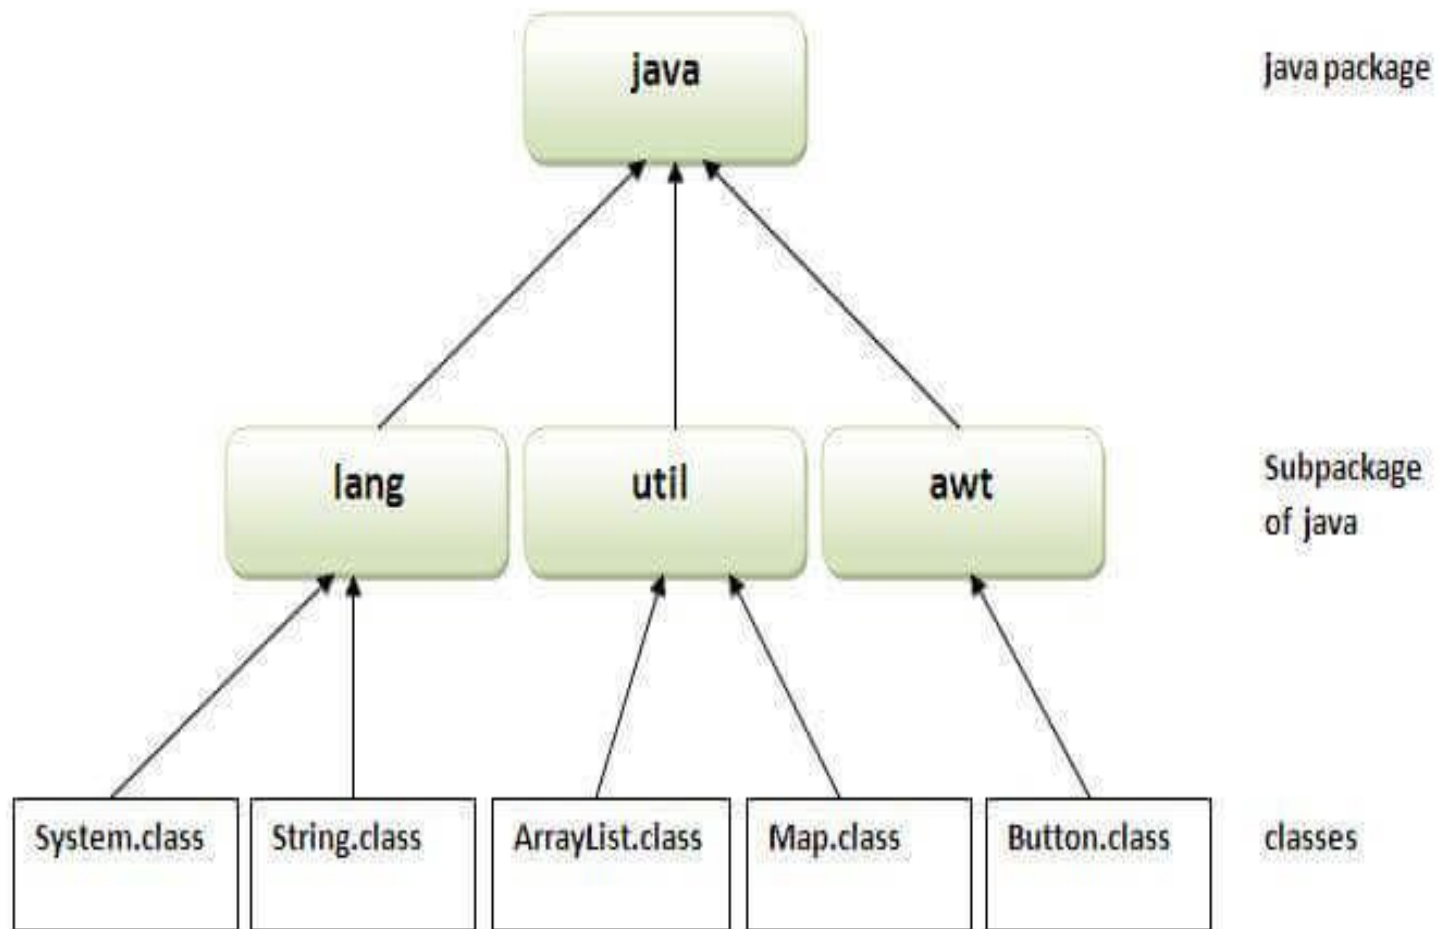 java
java package
lang
util
awt
Subpackage
of java
System.class
String.class
ArrayList.class
Map.class
Button.class
classes